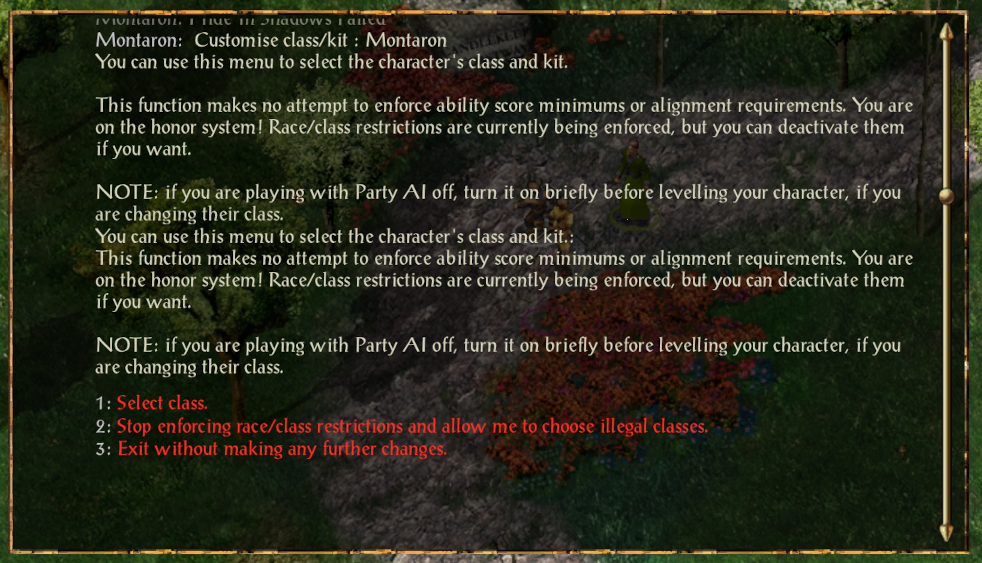 Montaron: Pride in Shadows Failed
Montaron: Customise class/kit : Montaron
You can use this menu to select the character's class and kit.
This function makes no attempt to enforce ability score minimums or alignment requirements. You are
on the honor system! Race/class restrictions are currently being enforced, but you can deactivate them
if you want.
NOTE: if you are playing with Party AI off, turn it on briefly before levelling your character, if you
are changing their class.
You can use this menu to select the character's class and kit.:
This function makes no attempt to enforce ability score minimums or alignment requirements. You are
on the honor system! Race/class restrictions are currently being enforced, but you can deactivate them
if you want.
NOTE: if you are playing with Party AI off, turn it on briefly before levelling your character, if you
are changing their class.
1: Select class.
2: Stop enforcing race/class restrictions and allow me to choose illegal classes.
3: Exit without making any further changes.